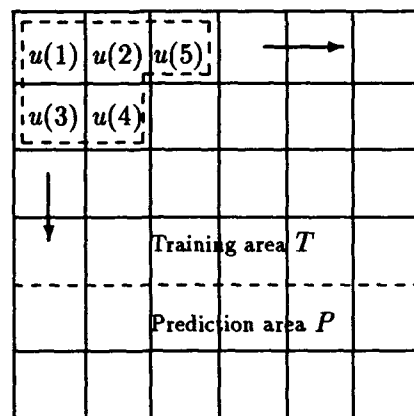 u(1) u(2) u(5)
u(3) u(4)
Training area T
Prediction area P